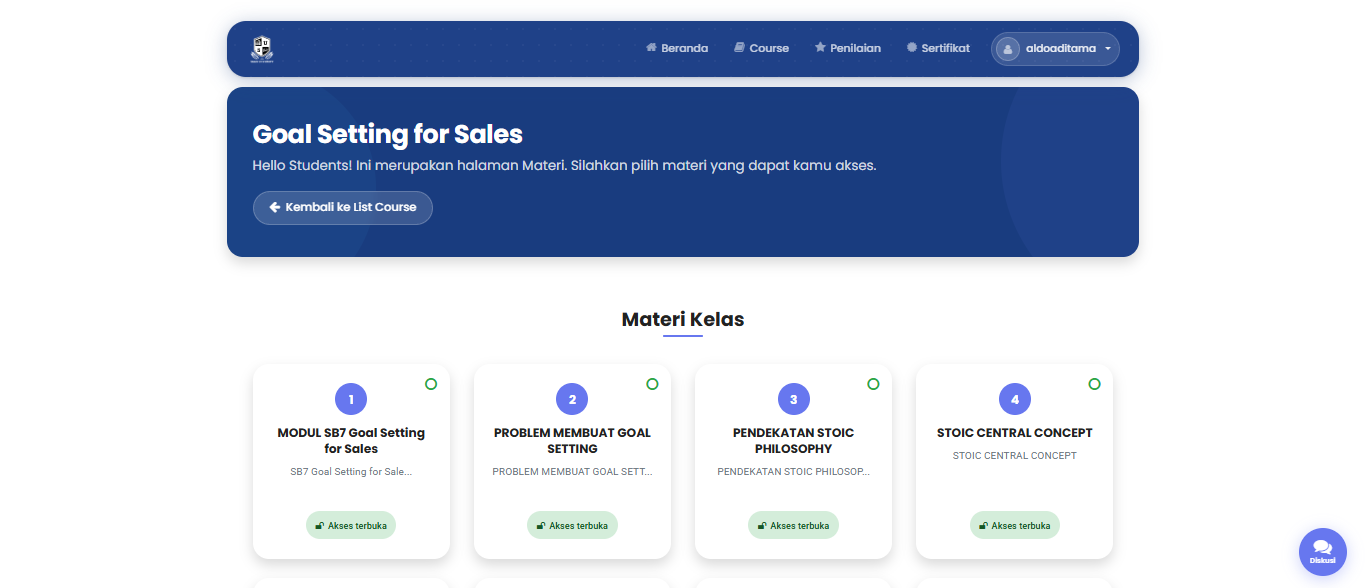 Beranda
Course
Penilaian
Sertifikat
aldoaditama
Goal Setting for Sales
Hello Students! Ini merupakan halaman Materi. Silahkan pilih materi yang dapat kamu akses.
Kembali ke List Course
Materi Kelas
1
MODUL SB7 Goal Setting
for Sales
SB7 Goal Setting for Sale...
Akses terbuka
2
PROBLEM MEMBUAT GOAL
SETTING
PROBLEM MEMBUAT GOAL SETT...
Akses terbuka
3
PENDEKATAN STOIC
PHILOSOPHY
PENDEKATAN STOIC PHILOSOP...
Akses terbuka
4
STOIC CENTRAL CONCEPT
STOIC CENTRAL CONCEPT
Akses terbuka
Diskusi